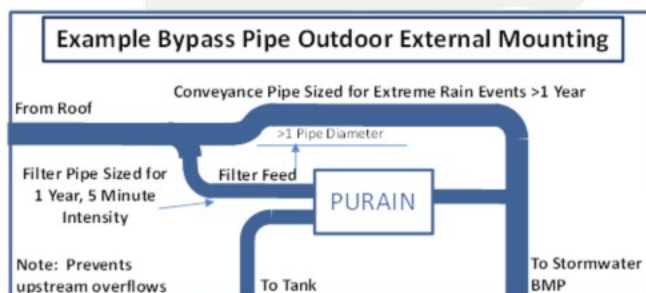 Example Bypass Pipe Outdoor External Mounting
Conveyance Pipe Sized for Extreme Rain Events >1 Year
From Roof
>1 Pipe Diameter
Filter Pipe Sized for
1 Year, 5 Minute
Intensity
Filter Feed
PURAIN
Note: Prevents
upstream overflows
To Tank
To Stormwater
BMP